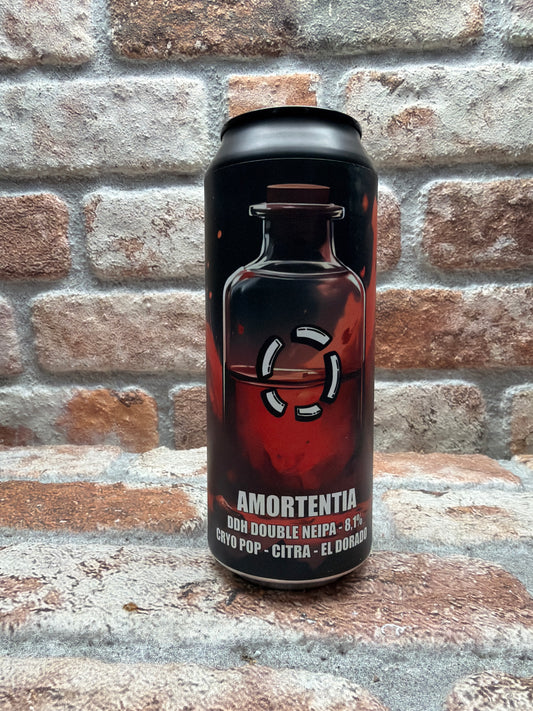 AMORTENTIA
DDH DOUBLE NEIPA - 8,1%
CRYO POP - CITRA - EL DORADO